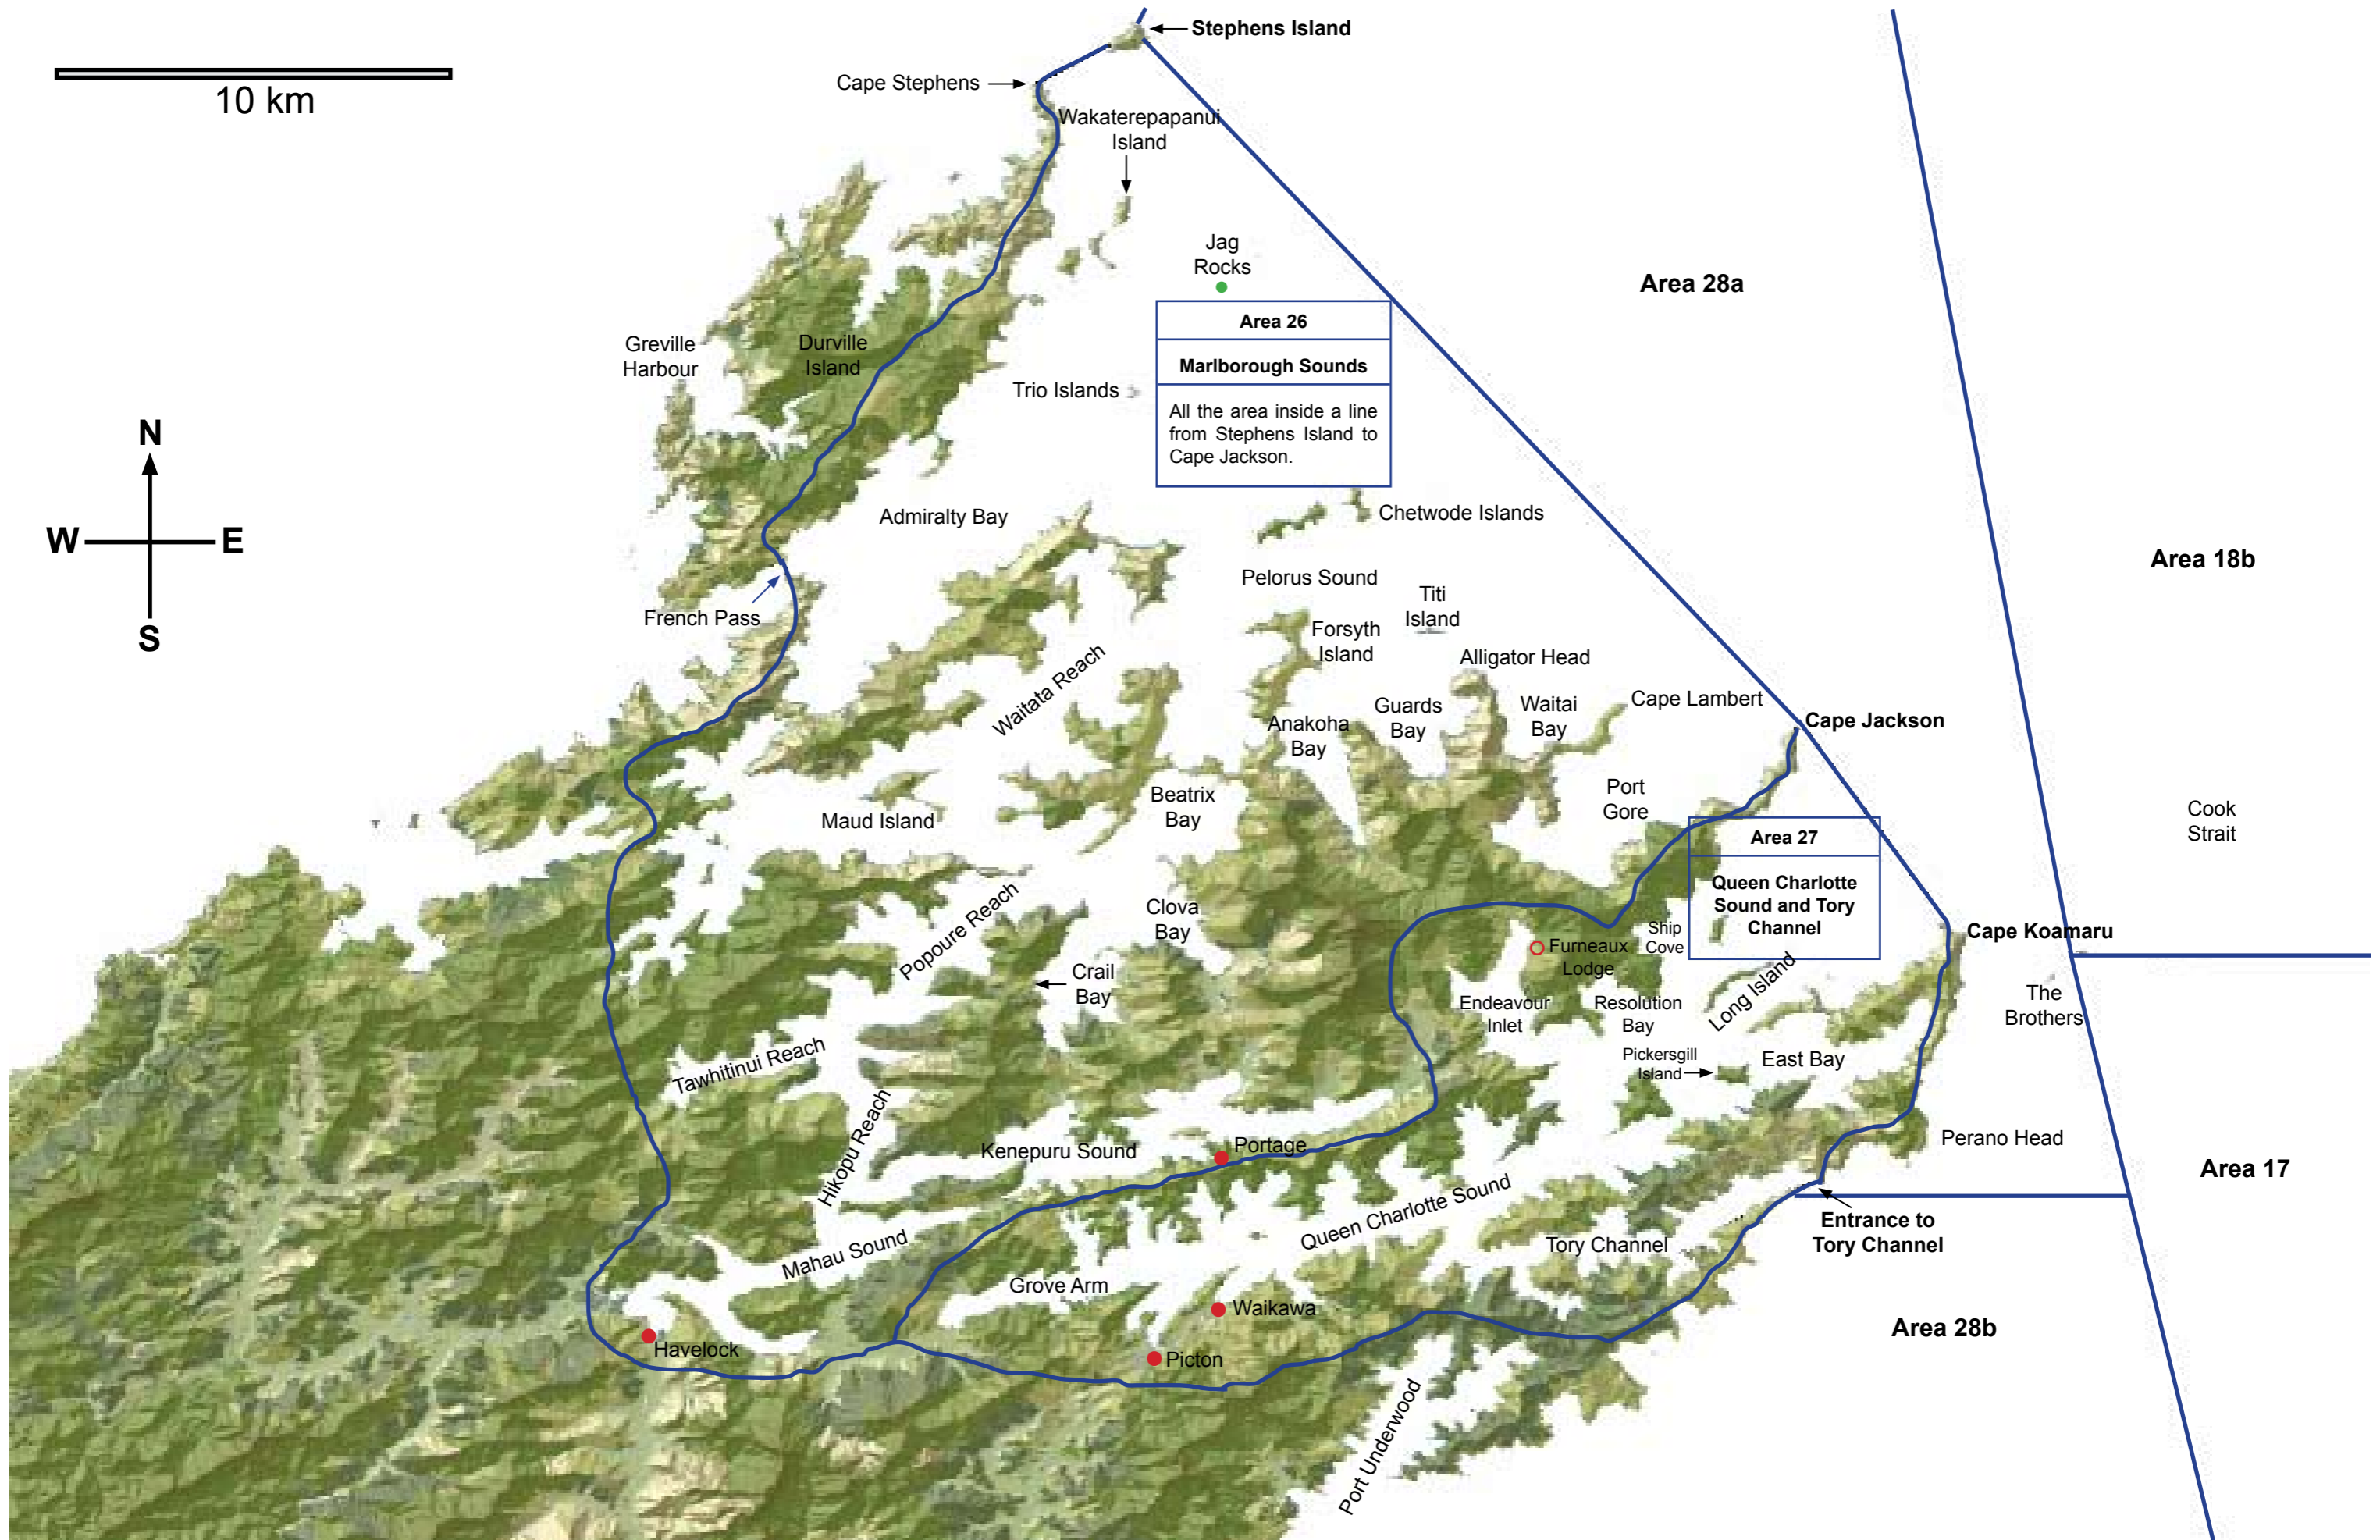 Stephens Island
10 km
Cape Stephens
Wakaterepapanui
Island
Jag
Rocks
Area 28a
Area 26
Marlborough Sounds
All the area inside a line
from Stephens Island to
Cape Jackson.
Greville
Harbour
Durville
Island
Trio Islands
N
W
E
S
Admiralty Bay
Chetwode Islands
Area 18b
Pelorus Sound
French Pass
Titi
Island
Forsyth
Island
Alligator Head
Waitata Reach
Cape Lambert
Guards
Bay
Waitai
Bay
Anakoha
Bay
Cape Jackson
Beatrix
Bay
Port
Gore
Maud Island
Cook
Strait
Area 27
Queen Charlotte
Sound and Tory
Channel
Popoure Reach
Clova
Bay
Ship
Cove
Furneaux
Lodge
Cape Koamaru
Crail
Bay
Long Island
Endeavour
Inlet
Resolution
Bay
The
Brothers
Tawhitinui Reach
Pickersgill
Island
East Bay
Hikopu Reach
Kenepuru Sound
Portage
Perano Head
Area 17
Queen Charlotte Sound
Entrance to
Tory Channel
Mahau Sound
Tory Channel
Grove Arm
Waikawa
Area 28b
Havelock
Picton
Port Underwood